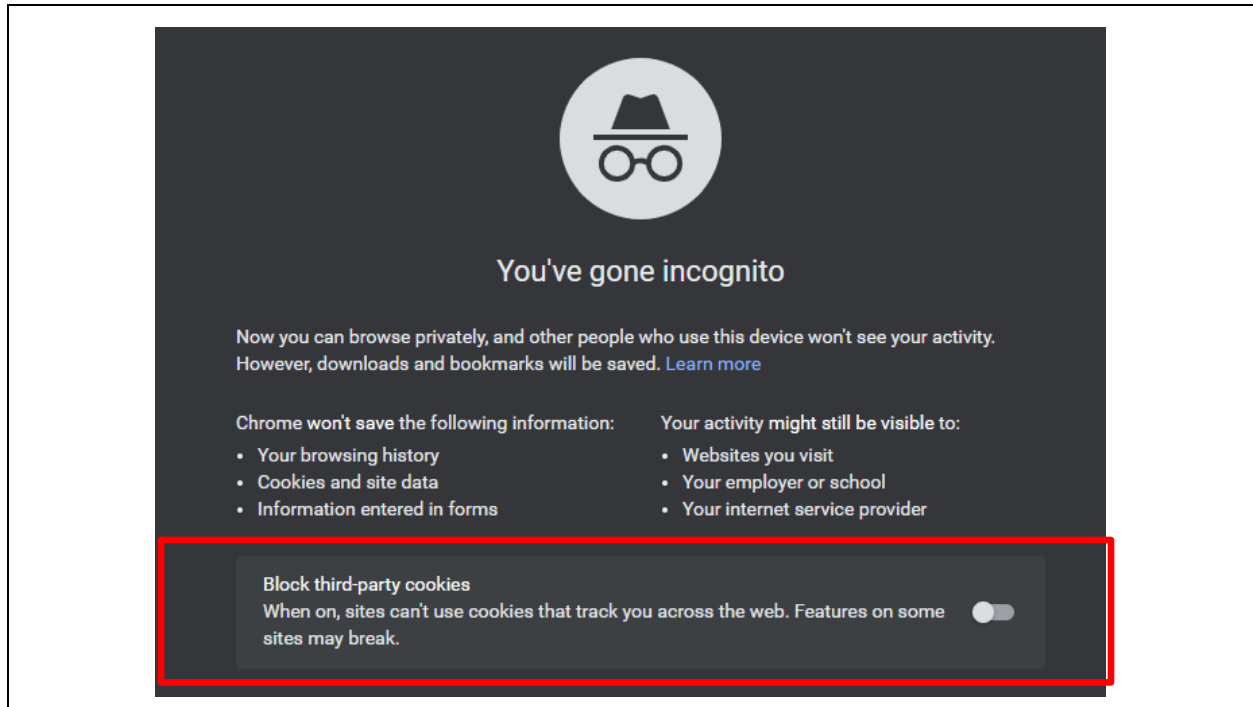 You've gone incognito
Now you can browse privately, and other people who use this device won't see your activity.
However, downloads and bookmarks will be saved. Learn more
Chrome won't save the following information:
• Your browsing history
• Cookies and site data
• Information entered in forms
Your activity might still be visible to:
• Websites you visit
• Your employer or school
• Your internet service provider
Block third-party cookies
When on, sites can't use cookies that track you across the web. Features on some
sites may break.